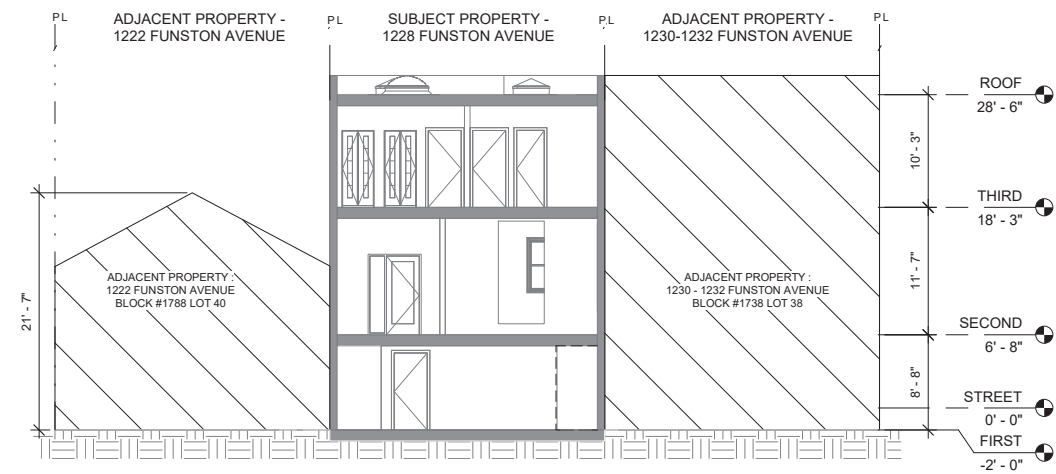 PL
ADJACENT PROPERTY -
1222 FUNSTON AVENUE
PL
SUBJECT PROPERTY -
1228 FUNSTON AVENUE
PL
ADJACENT PROPERTY -
1230-1232 FUNSTON AVENUE
PL
ROOF
28' - 6"
10' - 3"
THIRD
18' - 3"
11' - 7"
SECOND
6' - 8"
8' - 8"
STREET
0' - 0"
FIRST
-2' - 0"
21' - 7"
ADJACENT PROPERTY :
1222 FUNSTON AVENUE
BLOCK #1788 LOT 40
ADJACENT PROPERTY :
1230 - 1232 FUNSTON AVENUE
BLOCK #1738 LOT 38